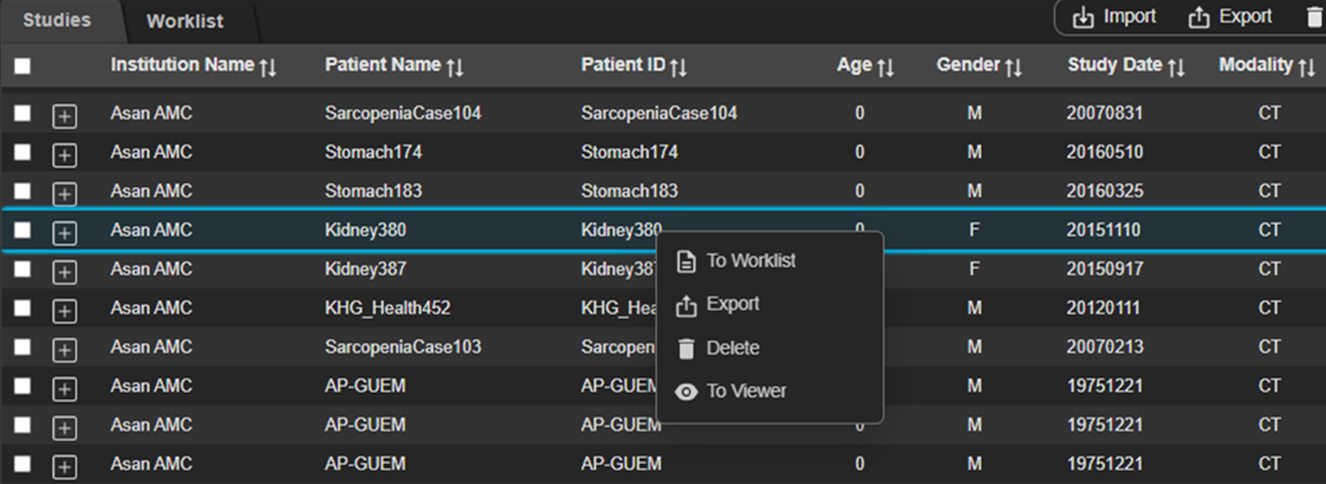 Studies Worklist Import Export
Institution Name Patient Name Patient ID Age Gender Study Date Modality
Asan AMC SarcopeniaCase104 SarcopeniaCase104 0 M 20070831 CT
Asan AMC Stomach174 Stomach174 0 M 20160510 CT
Asan AMC Stomach183 Stomach183 0 M 20160325 CT
Asan AMC Kidney380 Kidney380 0 F 20151110 CT
To Worklist
Asan AMC Kidney387 Kidney387 F 20150917 CT
Export
Asan AMC KHG_Health452 KHG_Hea M 20120111 CT
Delete
Asan AMC SarcopeniaCase103 Sarcopen M 20070213 CT
To Viewer
Asan AMC AP-GUEM AP-GUEM M 19751221 CT
Asan AMC AP-GUEM AP-GUEM 0 M 19751221 CT
Asan AMC AP-GUEM AP-GUEM 0 M 19751221 CT